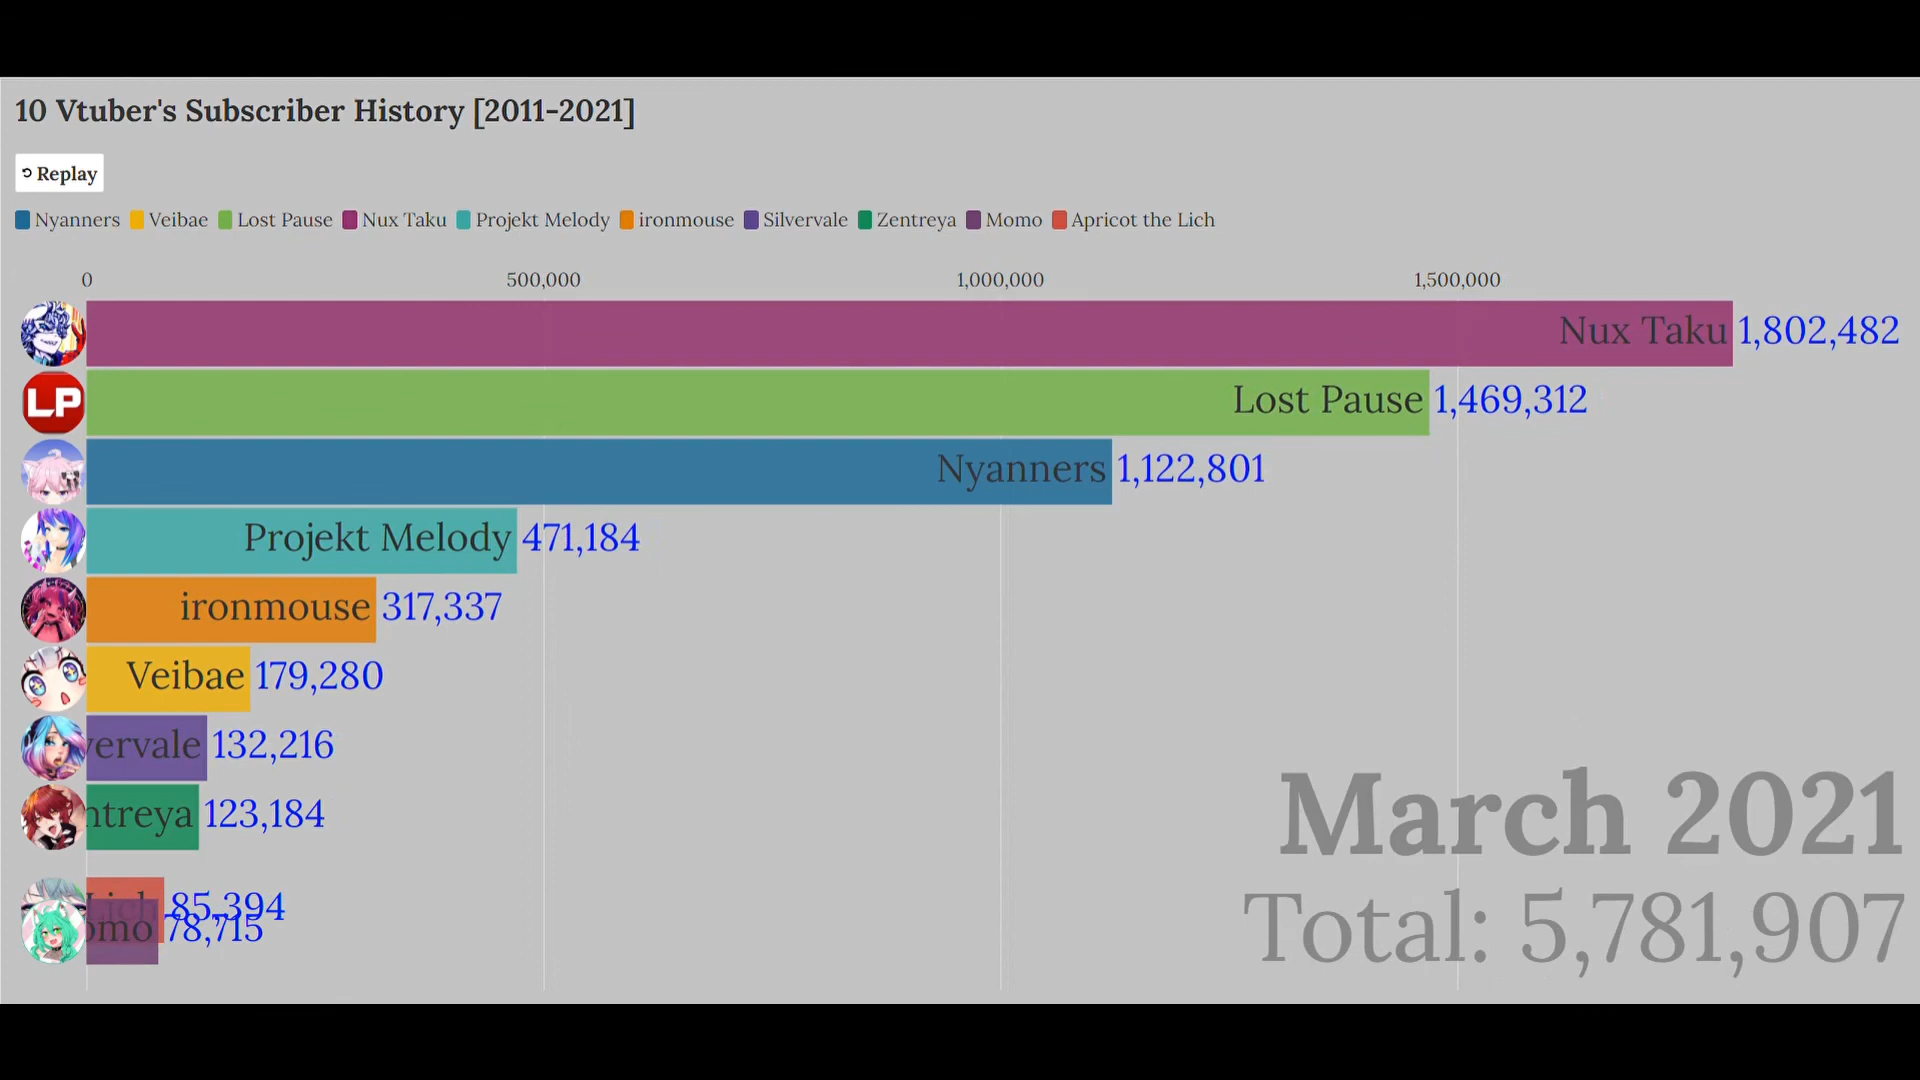 10 Vtuber's Subscriber History [2011-2021]
Replay
Nyanners Veibae Lost Pause Nux Taku Projekt Melody ironmouse Silvervale Zentreya Momo Apricot the Lich
0 500,000 1,000,000 1,500,000
Nux Taku 1,802,482
LP Lost Pause 1,469,312
Nyanners 1,122,801
Projekt Melody 471,184
ironmouse 317,337
Veibae 179,280
vervale 132,216
ntreya 123,184
Lich 85,394
omo 78,715
March 2021
Total: 5,781,907